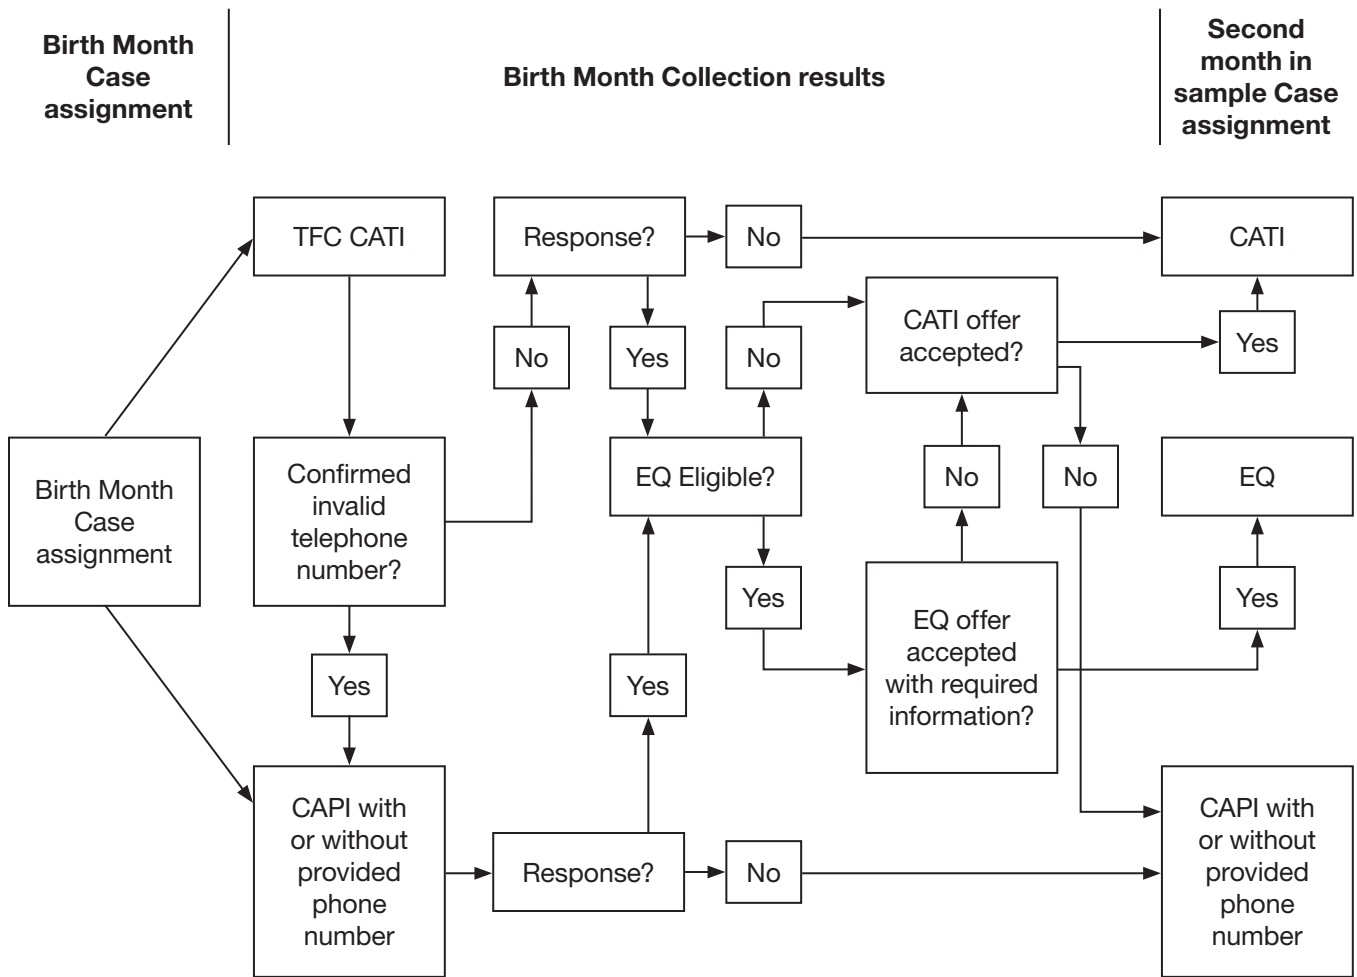 Birth Month
Case
assignment
Birth Month Collection results
Second
month in
sample Case
assignment
TFC CATI
Response?
No
CATI
No
Yes
No
CATI offer
accepted?
Yes
Birth Month
Case
assignment
Confirmed
invalid
telephone
number?
EQ Eligible?
No
No
EQ
Yes
Yes
Yes
EQ offer
accepted
with required
information?
Yes
CAPI with
or without
provided
phone
number
Response?
No
CAPI with
or without
provided
phone
number